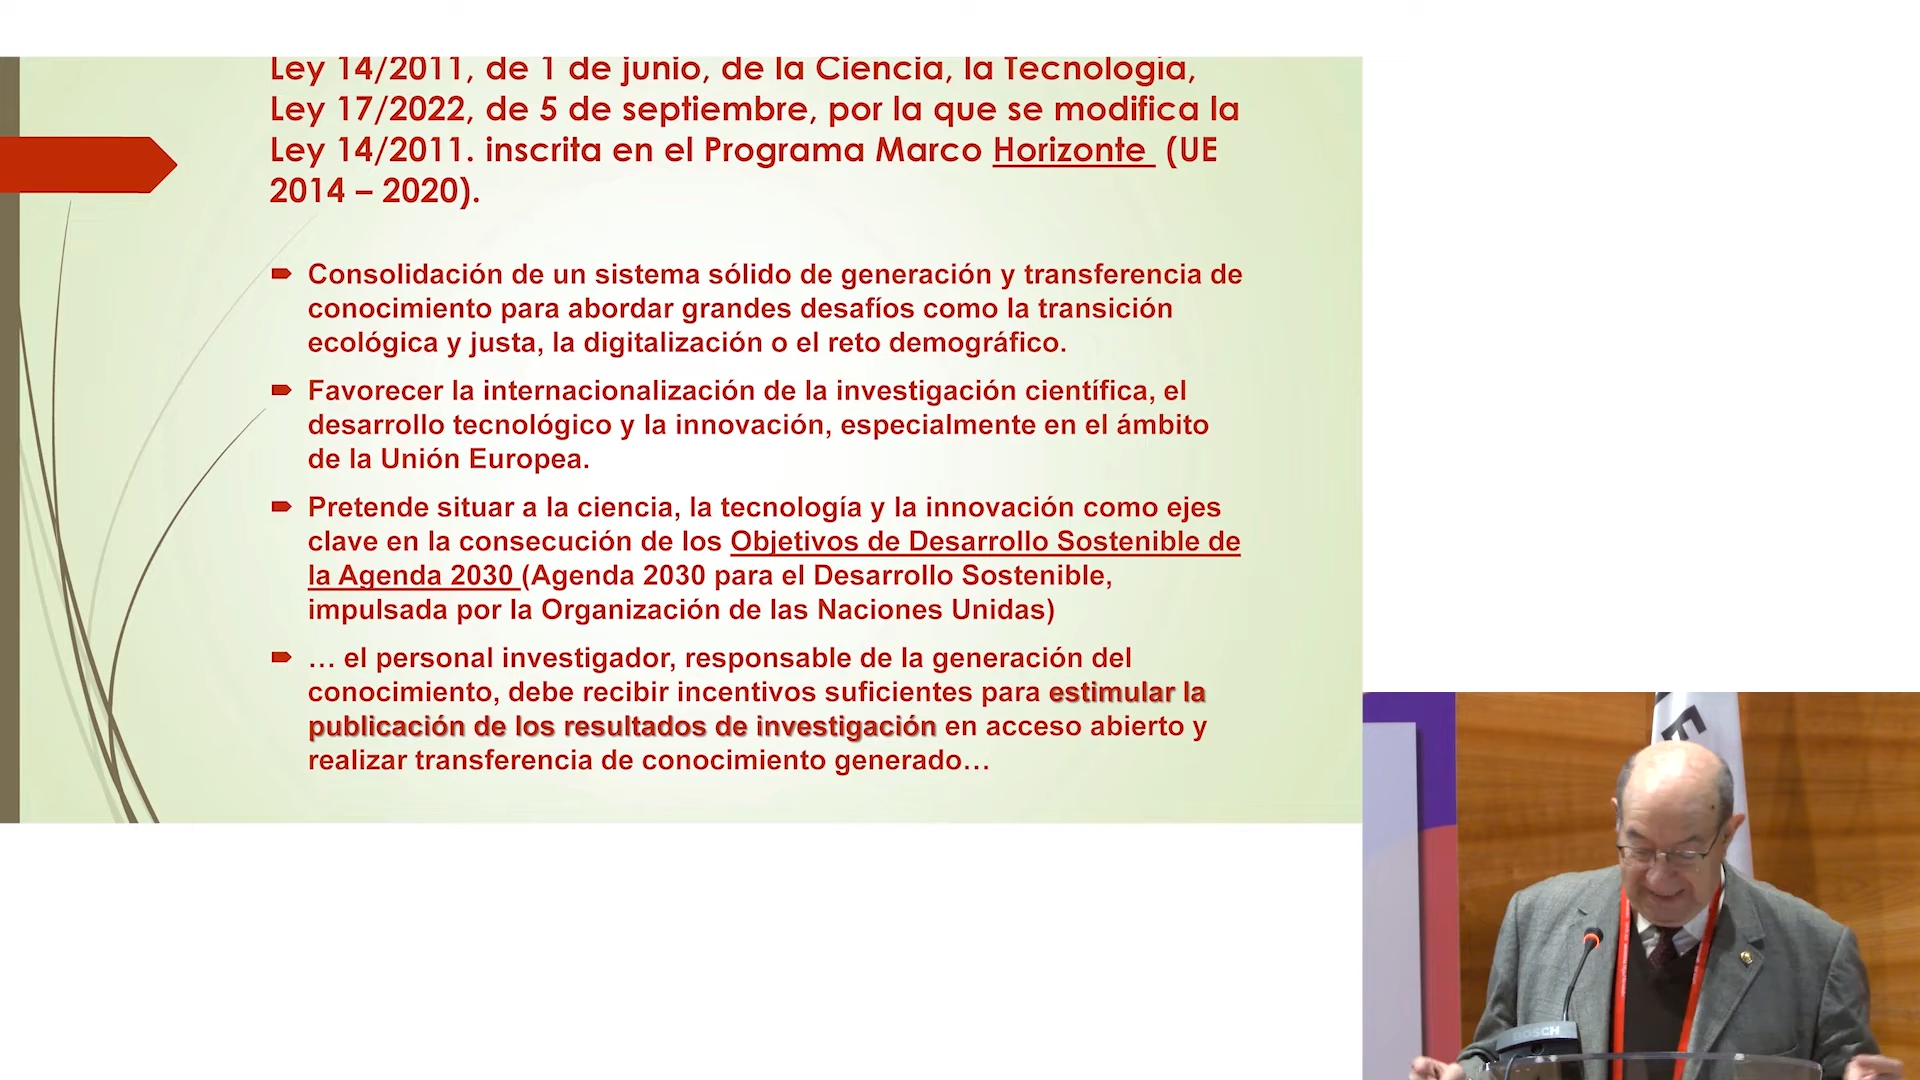 Ley 14/2011, de 1 de junio, de la Ciencia, la Tecnología,
Ley 17/2022, de 5 de septiembre, por la que se modifica la
Ley 14/2011. inscrita en el Programa Marco Horizonte (UE
2014 – 2020).
Consolidación de un sistema sólido de generación y transferencia de
conocimiento para abordar grandes desafíos como la transición
ecológica y justa, la digitalización o el reto demográfico.
Favorecer la internacionalización de la investigación científica, el
desarrollo tecnológico y la innovación, especialmente en el ámbito
de la Unión Europea.
Pretende situar a la ciencia, la tecnología y la innovación como ejes
clave en la consecución de los Objetivos de Desarrollo Sostenible de
la Agenda 2030 (Agenda 2030 para el Desarrollo Sostenible,
impulsada por la Organización de las Naciones Unidas)
… el personal investigador, responsable de la generación del
conocimiento, debe recibir incentivos suficientes para estimular la
publicación de los resultados de investigación en acceso abierto y
realizar transferencia de conocimiento generado…
BOSCH